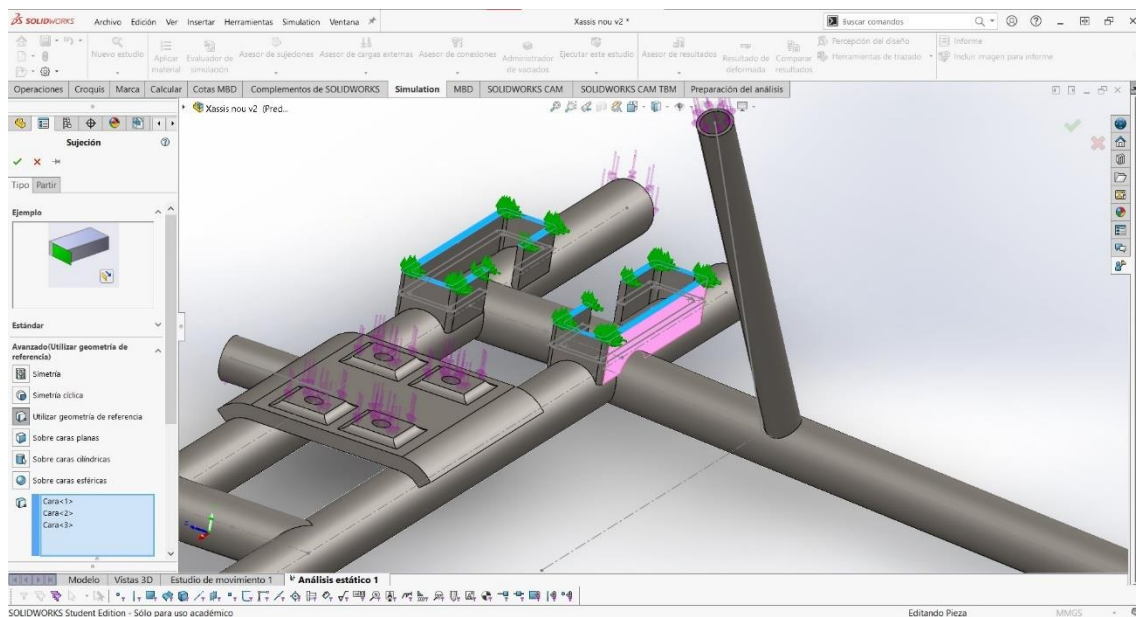 SOLIDWORKS Archivo Edición Ver Insertar Herramientas Simulation Ventana Xassis nou v2 * Buscar comandos
Nuevo estudio Aplicar material Evaluador de simulación Asesor de sujeciones Asesor de cargas externas Asesor de conexiones Administrador de vaciados Ejecutar este estudio Asesor de resultados Resultado de deformada Comparar resultados Percepción del diseño Herramientas de trazado Informe Incluir imagen para informe
Operaciones Croquis Marca Calcular Cotas MBD Complementos de SOLIDWORKS Simulation MBD SOLIDWORKS CAM SOLIDWORKS CAM TBM Preparación del análisis
Xassis nou v2 (Pred...
Sujeción
Tipo Partir
Ejemplo
Estándar
Avanzado(Utilizar geometría de
referencia)
Simetría
Simetría cíclica
Utilizar geometría de referencia
Sobre caras planas
Sobre caras cilíndricas
Sobre caras esféricas
Cara<1>
Cara<2>
Cara<3>
Modelo Vistas 3D Estudio de movimiento 1 Análisis estático 1
SOLIDWORKS Student Edition - Sólo para uso académico Editando Pieza MMGS